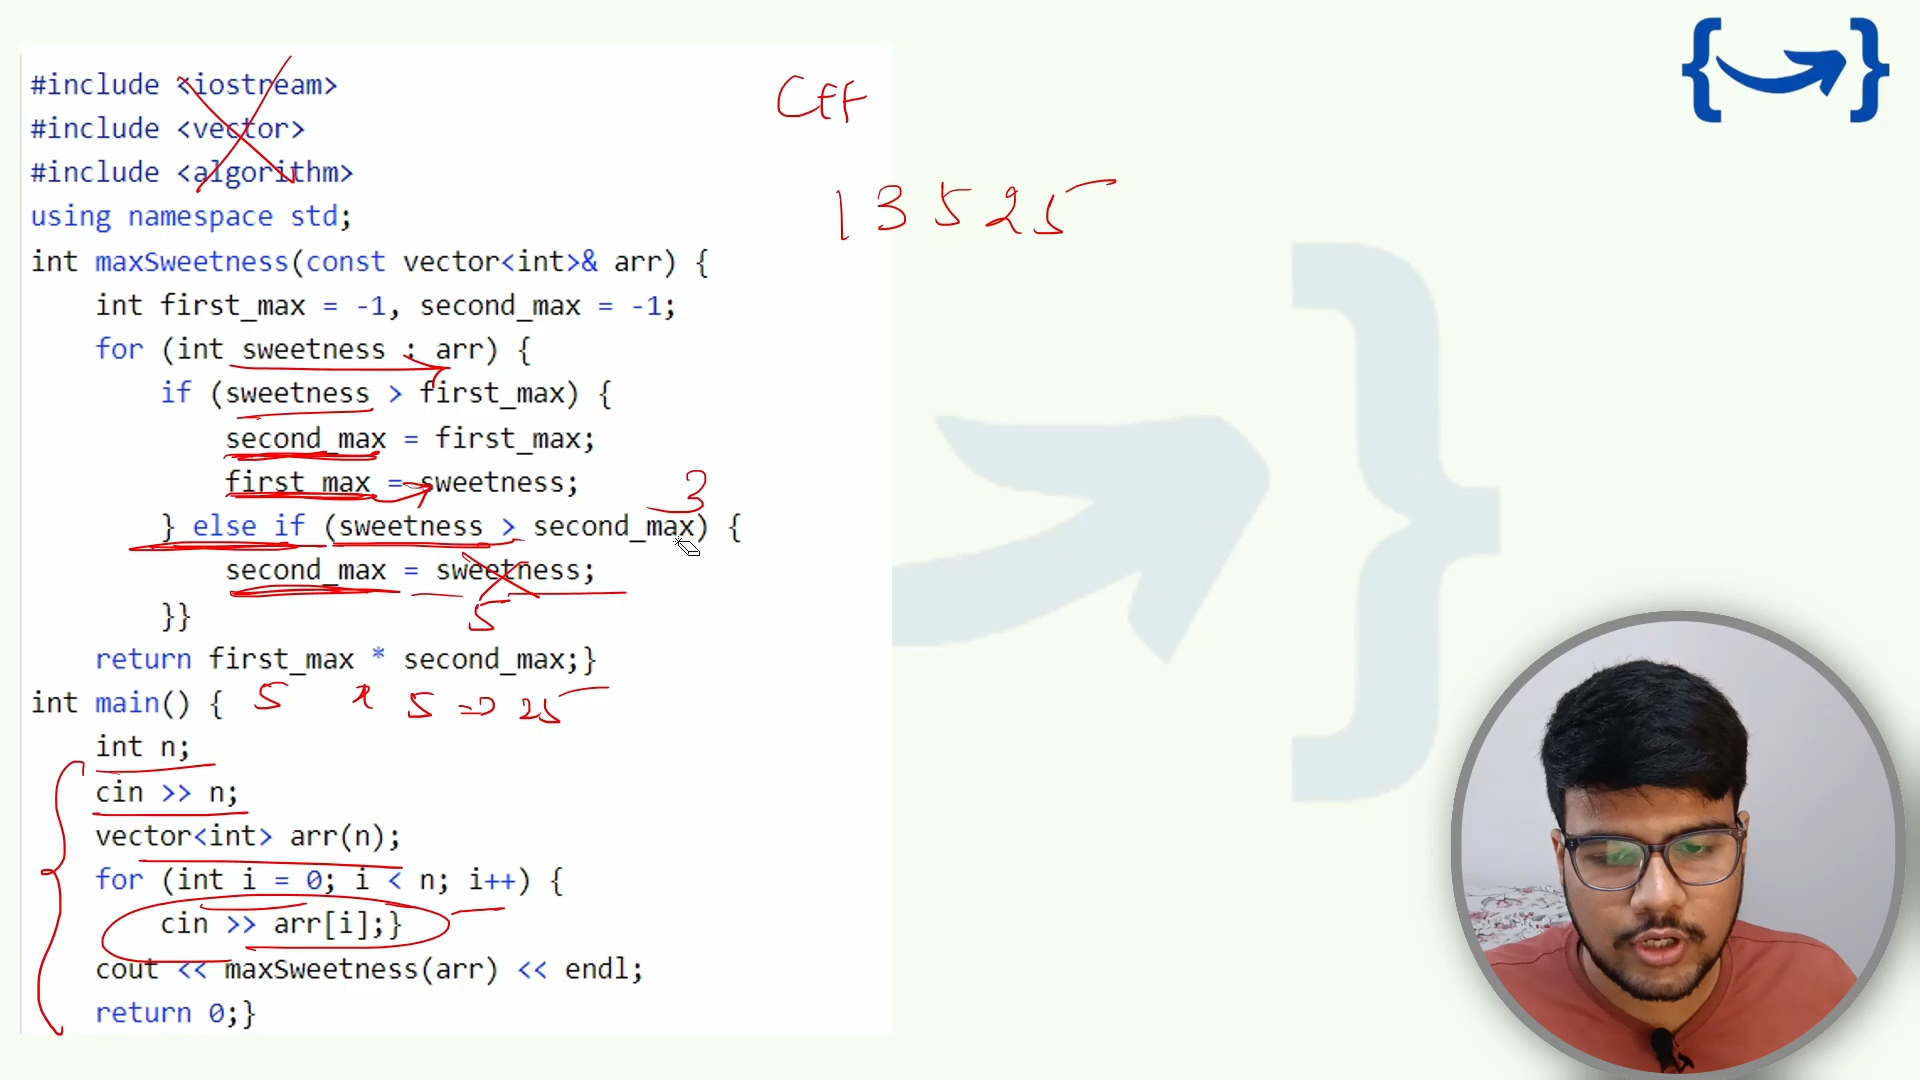 #include <iostream>
#include <vector>
#include <algorithm>
using namespace std;
int maxSweetness(const vector<int>& arr) {
    int first_max = -1, second_max = -1;
    for (int sweetness : arr) {
        if (sweetness > first_max) {
            second_max = first_max;
            first_max = sweetness;
        } else if (sweetness > second_max) {
            second_max = sweetness;
        }}
    return first_max * second_max;}
int main() {
    int n;
    cin >> n;
    vector<int> arr(n);
    for (int i = 0; i < n; i++) {
        cin >> arr[i];}
    cout << maxSweetness(arr) << endl;
    return 0;}
1 3 5 2 5
3
5
5 * 5 => 25